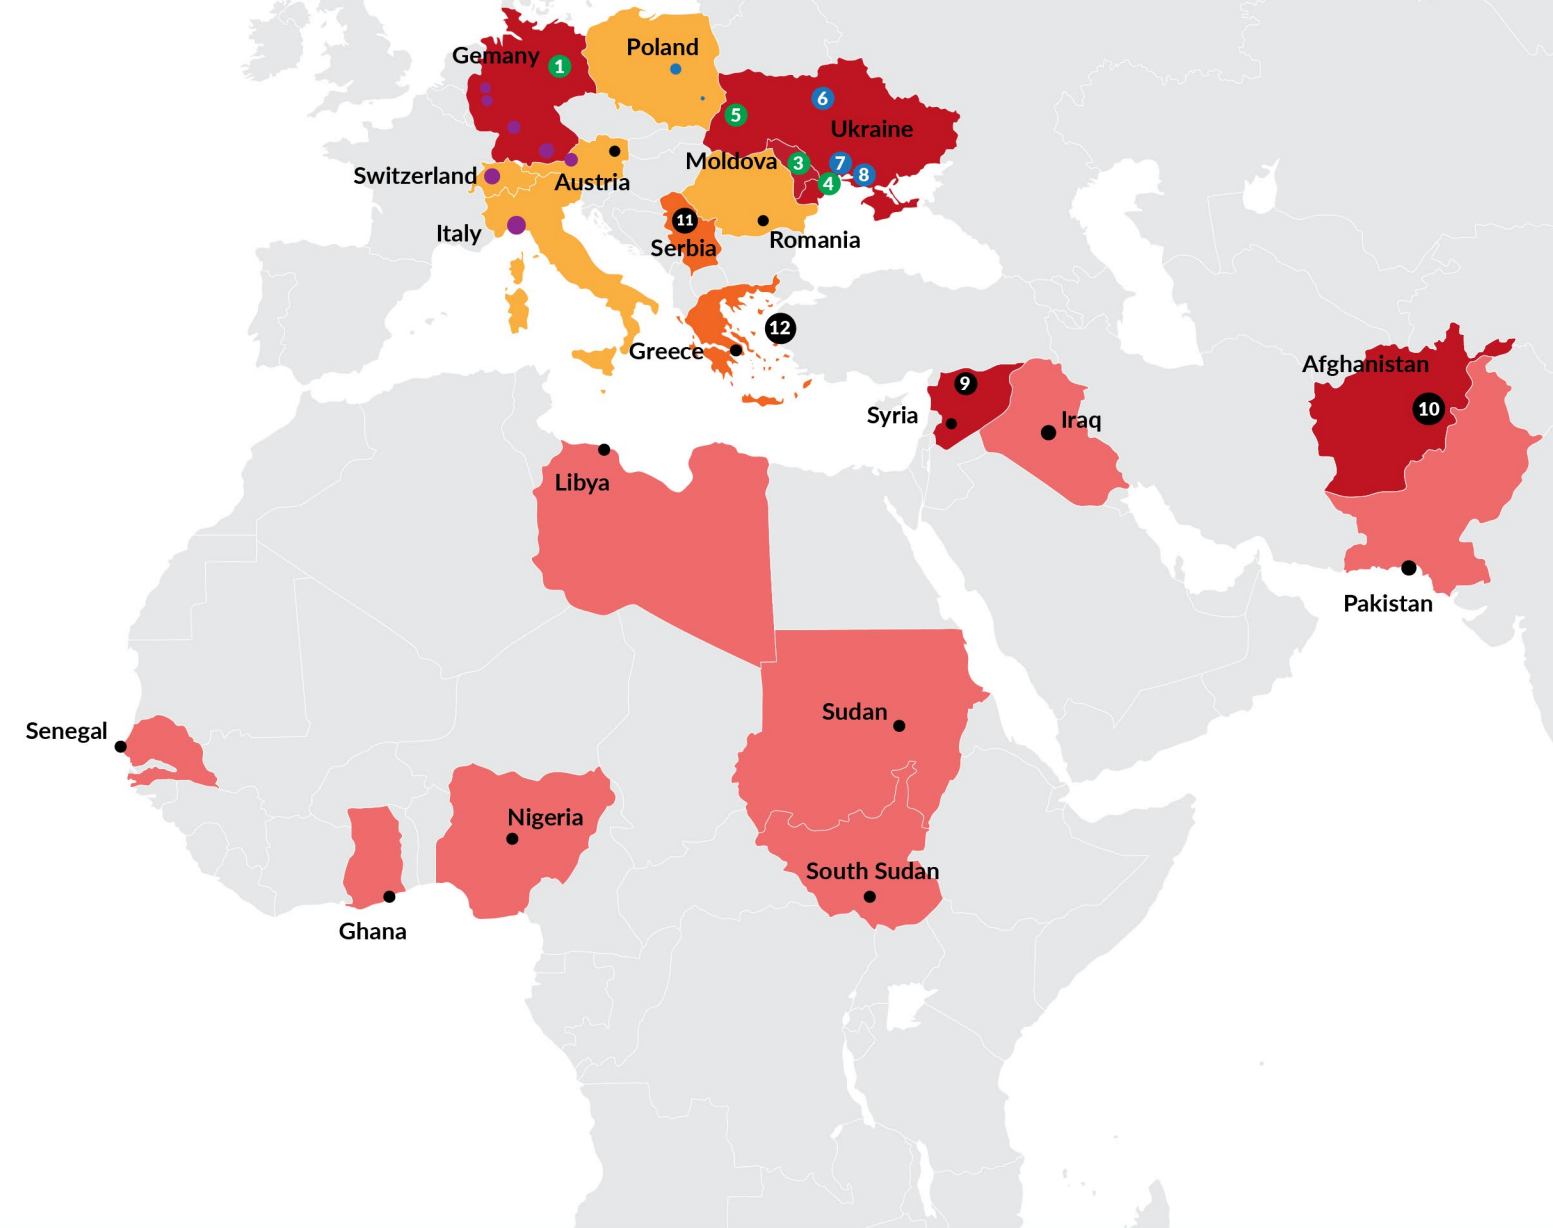 Poland
Gemany
1
6
5
Ukraine
Moldova
3
7
8
4
Switzerland
Austria
11
Italy
Serbia
Romania
12
Greece
Afghanistan
9
10
Syria
Iraq
Libya
Pakistan
Sudan
Senegal
Nigeria
South Sudan
Ghana